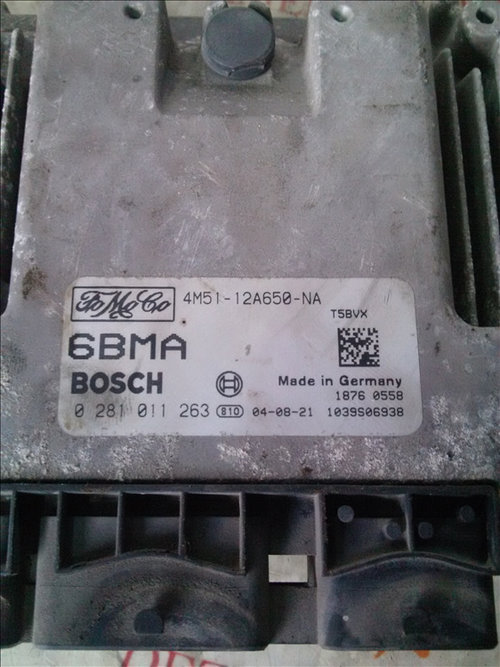 FoMoCo 4M51-12A650-NA
T5BVX
6BMA
BOSCH Made in Germany
1876 0558
0 281 011 263 810 04-08-21 1039S06938